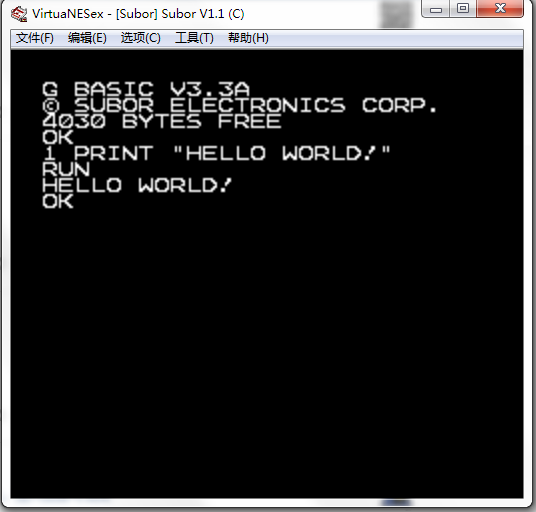 VirtuaNESex - [Subor] Subor V1.1 (C)
文件(F) 编辑(E) 选项(C) 工具(T) 帮助(H)
G BASIC V3.3A
© SUBOR ELECTRONICS CORP.
4030 BYTES FREE
OK
1 PRINT "HELLO WORLD!"
RUN
HELLO WORLD!
OK